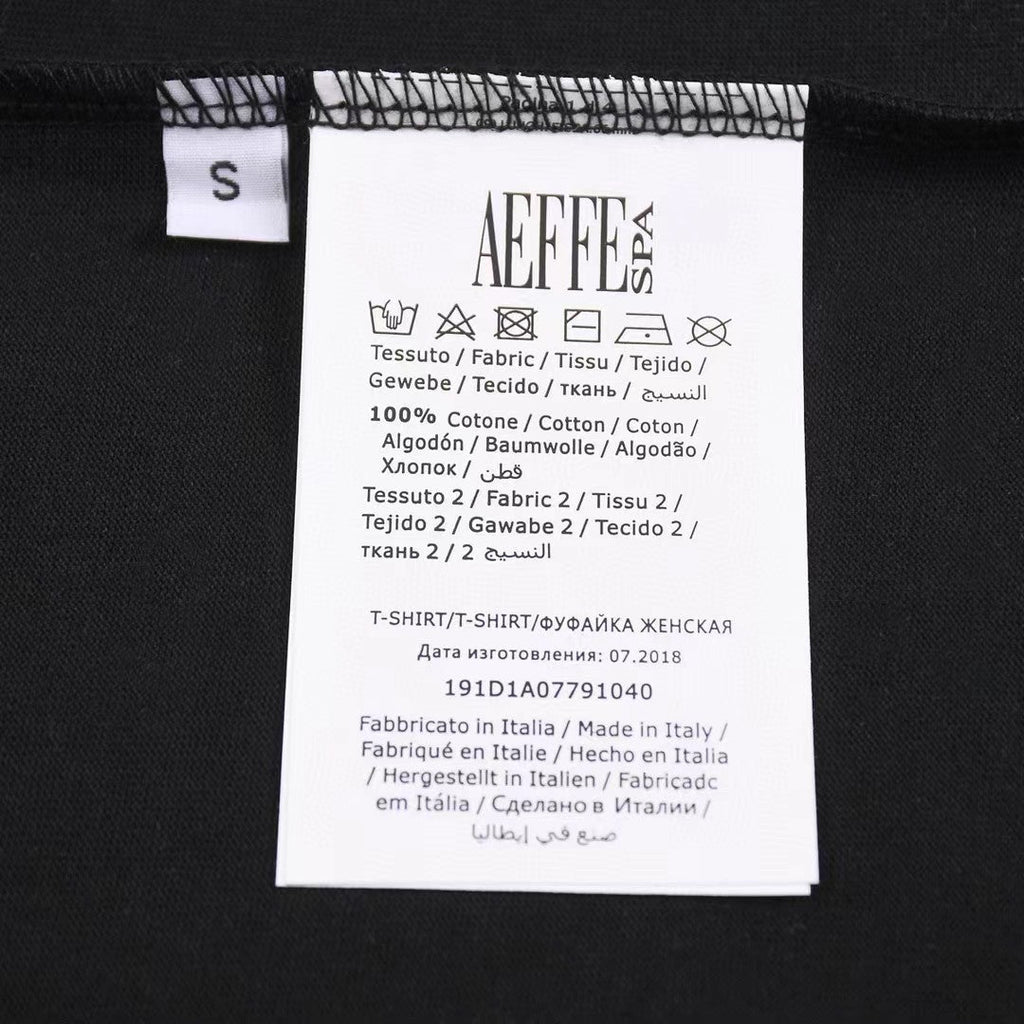 S
AEFFE SPA
Tessuto / Fabric / Tissu / Tejido /
Gewebe / Tecido / ткань / النسيج
100% Cotone / Cotton / Coton /
Algodón / Baumwolle / Algodão /
Хлопок / قطن
Tessuto 2 / Fabric 2 / Tissu 2 /
Tejido 2 / Gawabe 2 / Tecido 2 /
ткань 2 / 2 النسيج
T-SHIRT/T-SHIRT/ФУФАЙКА ЖЕНСКАЯ
Дата изготовления: 07.2018
191D1A07791040
Fabbricato in Italia / Made in Italy /
Fabriqué en Italie / Hecho en Italia
/ Hergestellt in Italien / Fabricadc
em Itália / Сделано в Италии /
صنع في إيطاليا